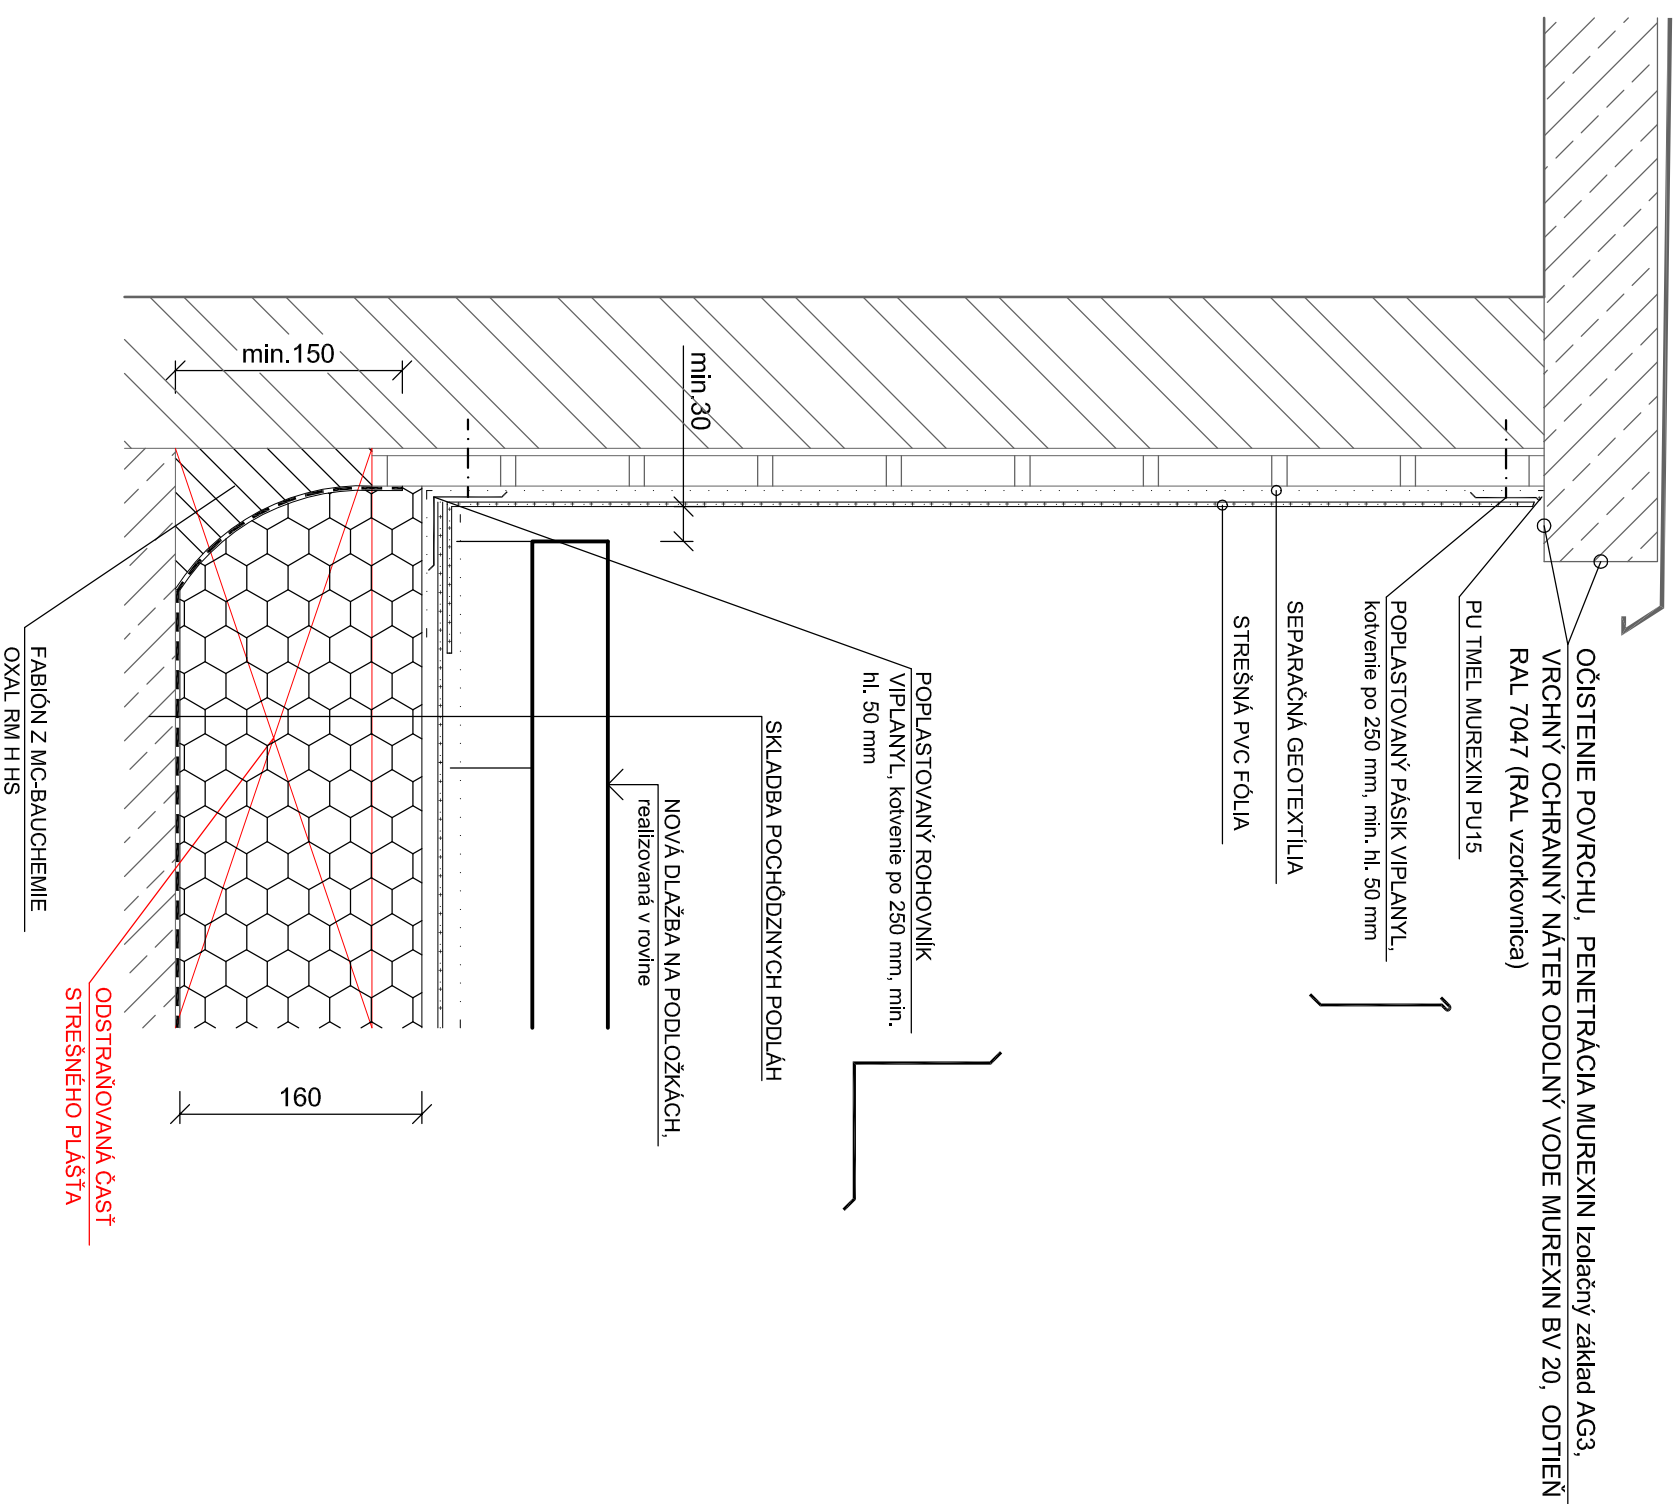 OČISTENIE POVRCHU, PENETRÁCIA MUREXIN Izolačný základ AG3,
VRCHNÝ OCHRANNÝ NÁTER ODOLNÝ VODE MUREXIN BV 20, ODTIEŇ
RAL 7047 (RAL vzorkovnica)
PU TMEL MUREXIN PU15
POPLASTOVANÝ PÁSIK VIPLANYL,
kotvenie po 250 mm, min. hl. 50 mm
SEPARAČNÁ GEOTEXTÍLIA
STREŠNÁ PVC FÓLIA
POPLASTOVANÝ ROHOVNÍK
VIPLANYL, kotvenie po 250 mm, min.
hl. 50 mm
SKLADBA POCHÔDZNYCH PODLÁH
NOVÁ DLAŽBA NA PODLOŽKÁCH,
realizovaná v rovine
min.30
min.150
160
ODSTRAŇOVANÁ ČASŤ
STREŠNÉHO PLÁŠŤA
FABIÓN Z MC-BAUCHEMIE
OXAL RM H HS